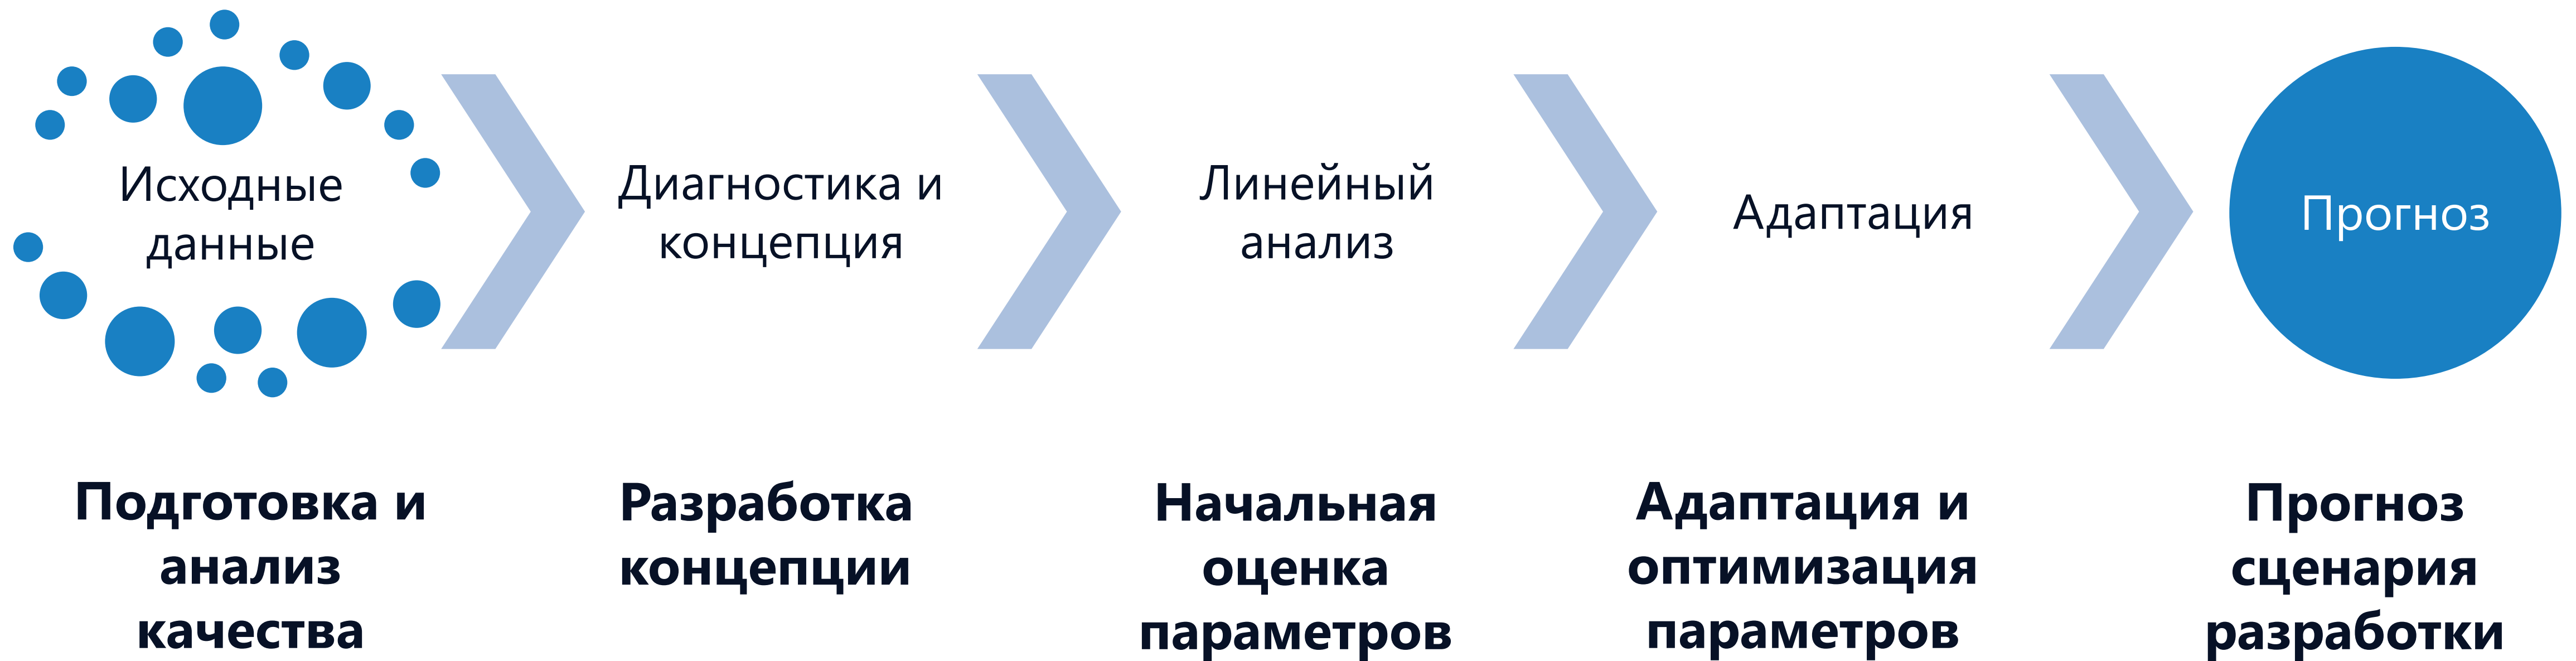 Исходные
данные
Диагностика и
концепция
Линейный
анализ
Адаптация
Прогноз
Подготовка и
анализ
качества
Разработка
концепции
Начальная
оценка
параметров
Адаптация и
оптимизация
параметров
Прогноз
сценария
разработки